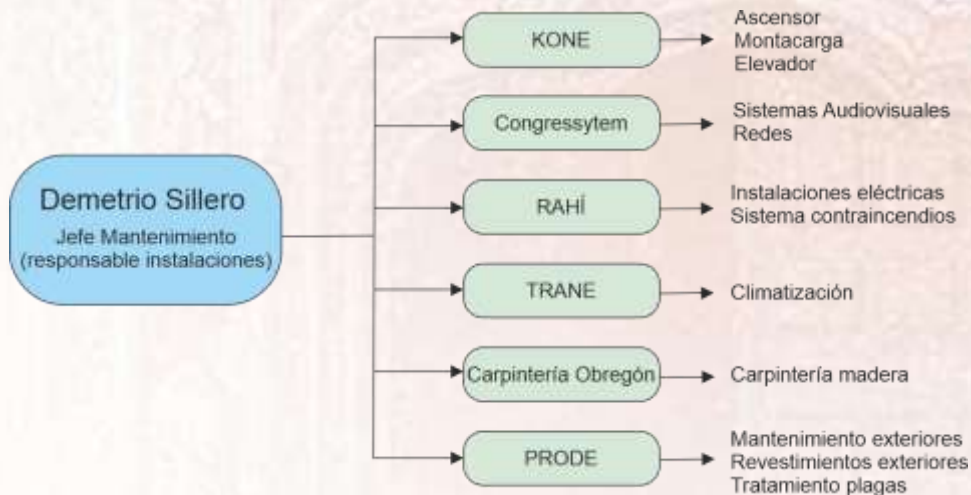 Demetrio Sillero
Jefe Mantenimiento
(responsable instalaciones)
KONE
Ascensor
Montacarga
Elevador
Congressytem
Sistemas Audiovisuales
Redes
RAHÍ
Instalaciones eléctricas
Sistema contraincendios
TRANE
Climatización
Carpintería Obregón
Carpintería madera
PRODE
Mantenimiento exteriores
Revestimientos exteriores
Tratamiento plagas